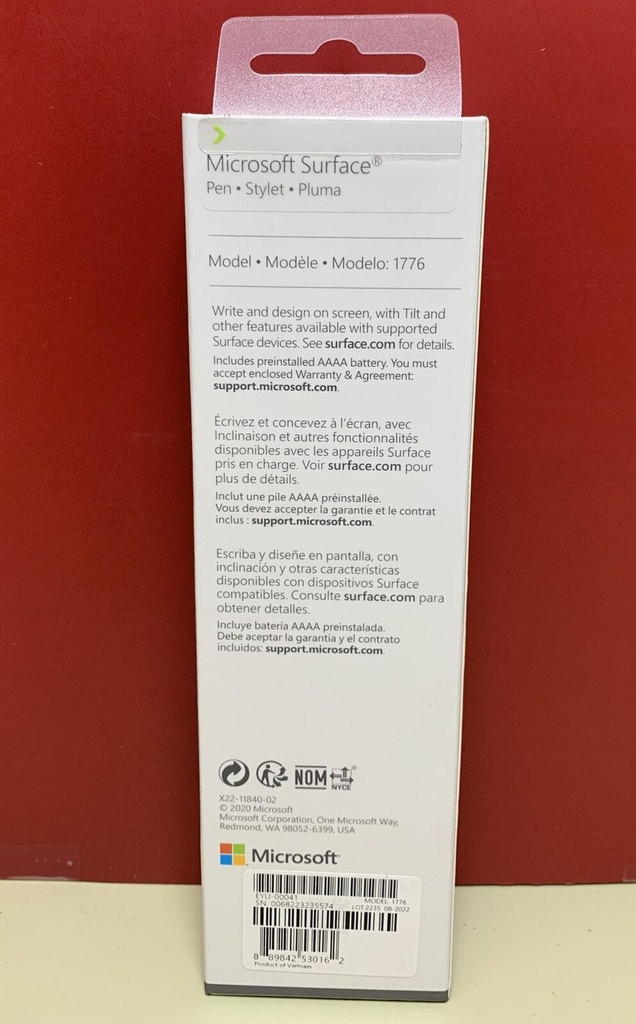 Microsoft Surface®
Pen • Stylet • Pluma
Model • Modèle • Modelo: 1776
Write and design on screen, with Tilt and
other features available with supported
Surface devices. See surface.com for details.
Includes preinstalled AAAA battery. You must
accept enclosed Warranty & Agreement:
support.microsoft.com.
Écrivez et concevez à l'écran, avec
Inclinaison et autres fonctionnalités
disponibles avec les appareils Surface
pris en charge. Voir surface.com pour
plus de détails.
Inclut une pile AAAA préinstallée.
Vous devez accepter la garantie et le contrat
inclus : support.microsoft.com.
Escriba y diseñe en pantalla, con
inclinación y otras características
disponibles con dispositivos Surface
compatibles. Consulte surface.com para
obtener detalles.
Incluye batería AAAA preinstalada.
Debe aceptar la garantía y el contrato
incluidos: support.microsoft.com.
NOM NYCE
X22-11840-02
© 2020 Microsoft
Microsoft Corporation, One Microsoft Way,
Redmond, WA 98052-6399, USA
Microsoft
EYU-00041 MODEL: 1776
SN: 0068223235574 LOT:2235 08-2022
8 89842 53016 2
Product of Vietnam